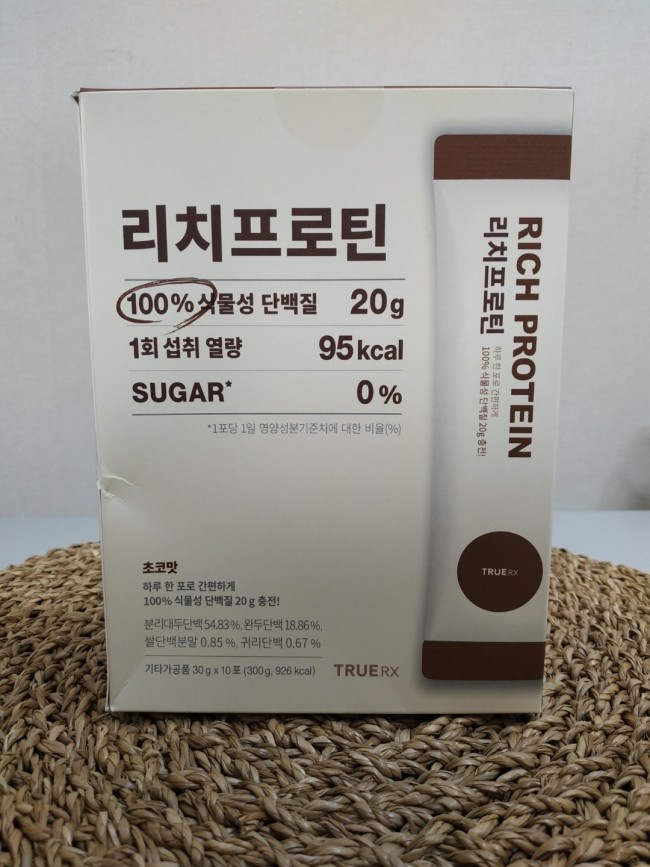 리치프로틴
100% 식물성 단백질 20g
1회 섭취 열량 95 kcal
SUGAR* 0 %
*1포당 1일 영양성분기준치에 대한 비율(%)
초코맛
하루 한 포로 간편하게
100% 식물성 단백질 20 g 충전!
분리대두단백 54.83 %, 완두단백 18.86 %,
쌀단백분말 0.85 %, 귀리단백 0.67 %
기타가공품 30 g x 10 포 (300 g, 926 kcal)
TRUE RX
RICH PROTEIN
리치프로틴
하루 한 포로 간편하게
100% 식물성 단백질 20g 충전!
TRUE RX